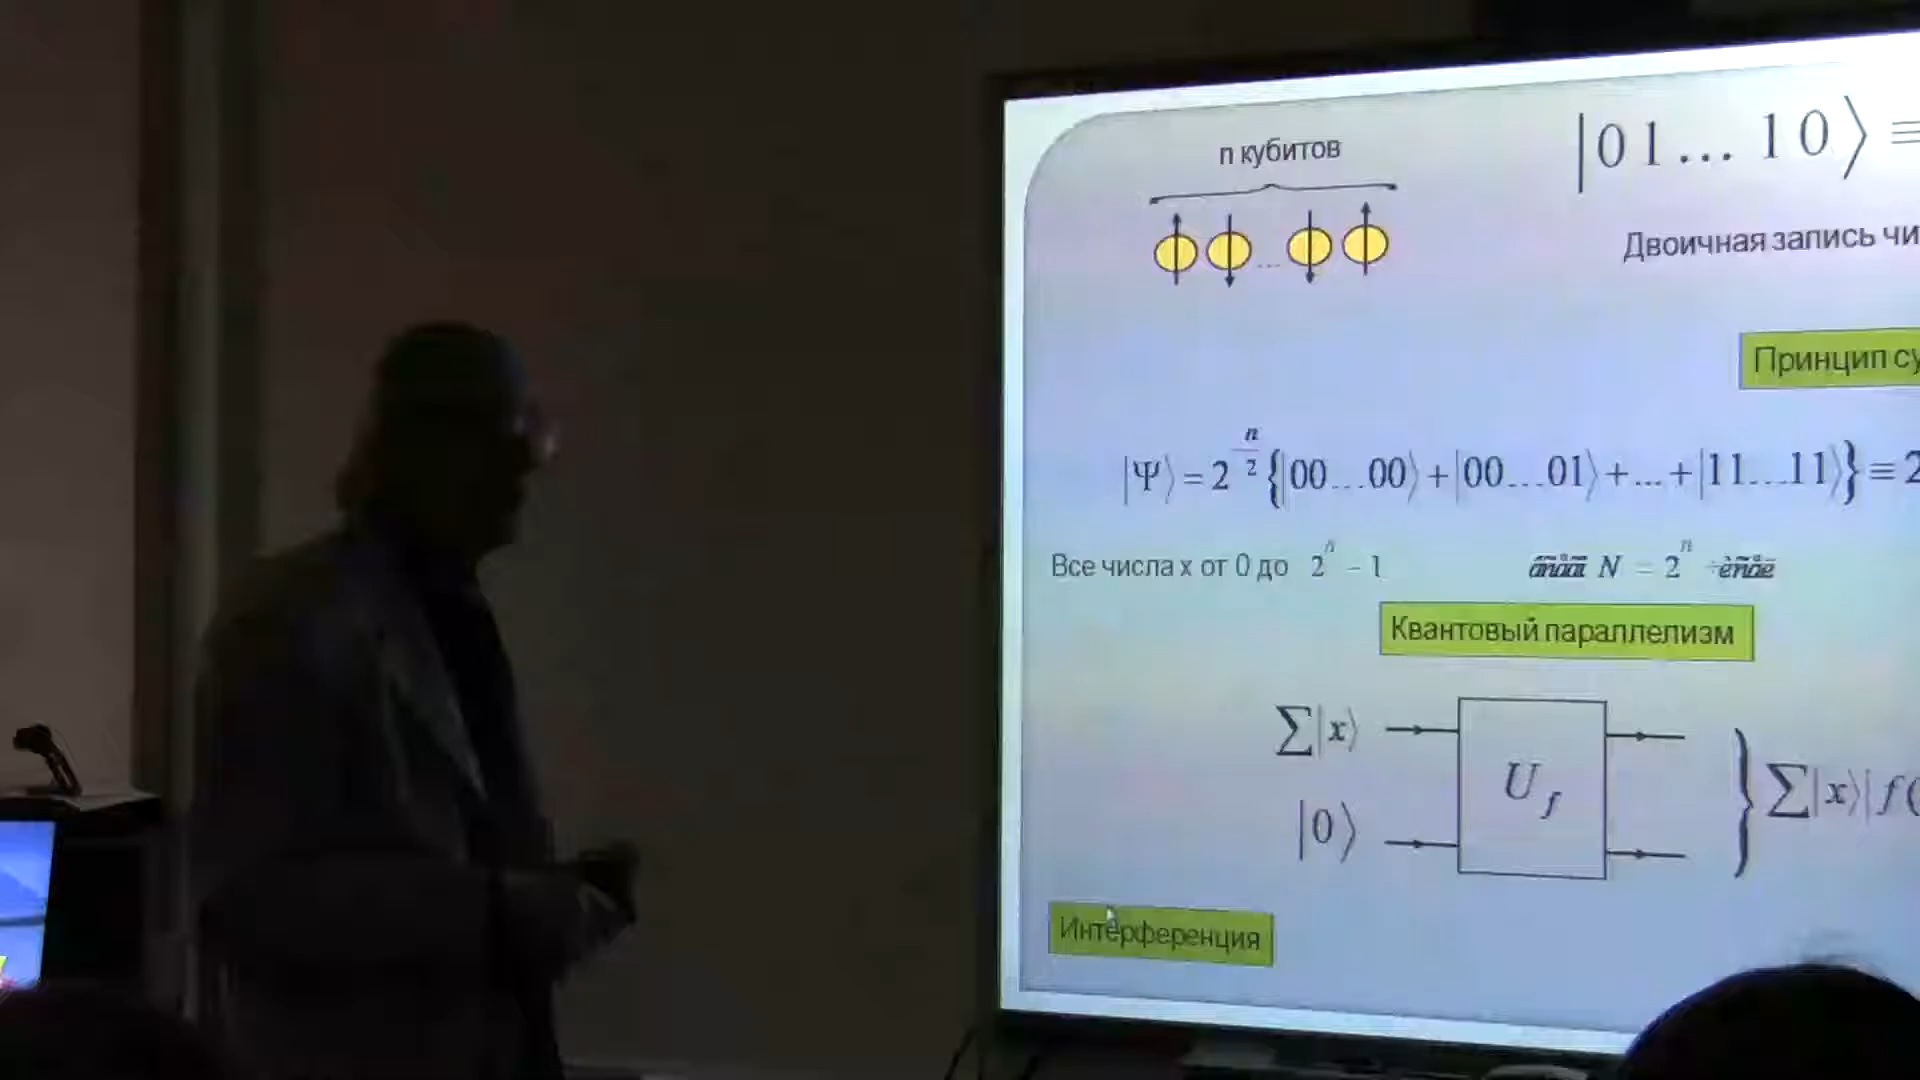 n кубитов
|01...10⟩ ≡
Двоичная запись чи
Принцип су
|Ψ⟩ = 2^{-n/2}{|00...00⟩+|00...01⟩+...+|11...11⟩} ≡ 2
Все числа x от 0 до 2^n − 1
N = 2^n
Квантовый параллелизм
∑|x⟩
|0⟩
U_f
} ∑|x⟩|f(
Интерференция